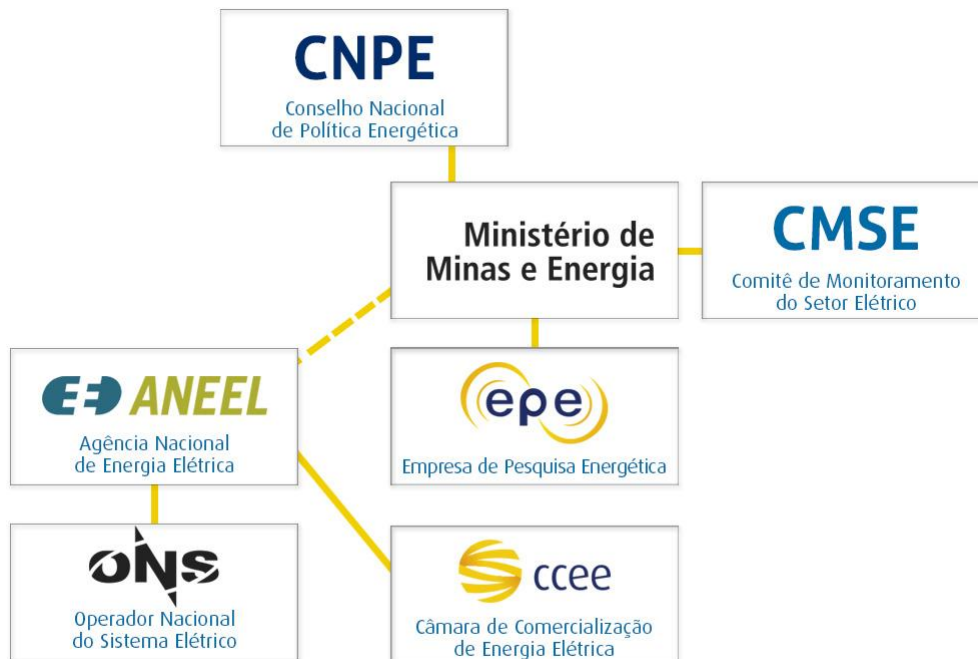 CNPE
Conselho Nacional
de Política Energética
Ministério de
Minas e Energia
CMSE
Comitê de Monitoramento
do Setor Elétrico
ANEEL
Agência Nacional
de Energia Elétrica
epe
Empresa de Pesquisa Energética
ONS
Operador Nacional
do Sistema Elétrico
ccee
Câmara de Comercialização
de Energia Elétrica